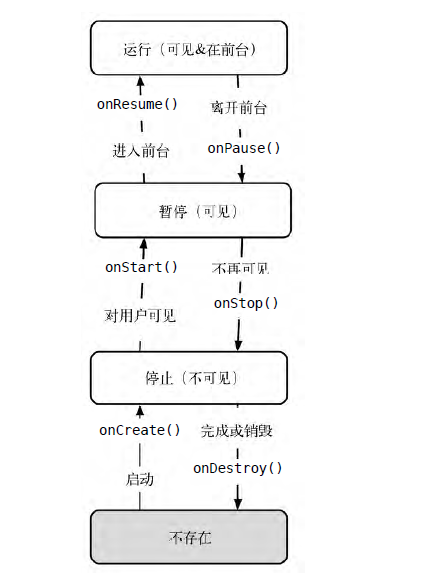 运行（可见&在前台）
onResume()
离开前台
进入前台
onPause()
暂停（可见）
onStart()
不再可见
onStop()
对用户可见
停止（不可见）
onCreate()
完成或销毁
onDestroy()
启动
不存在